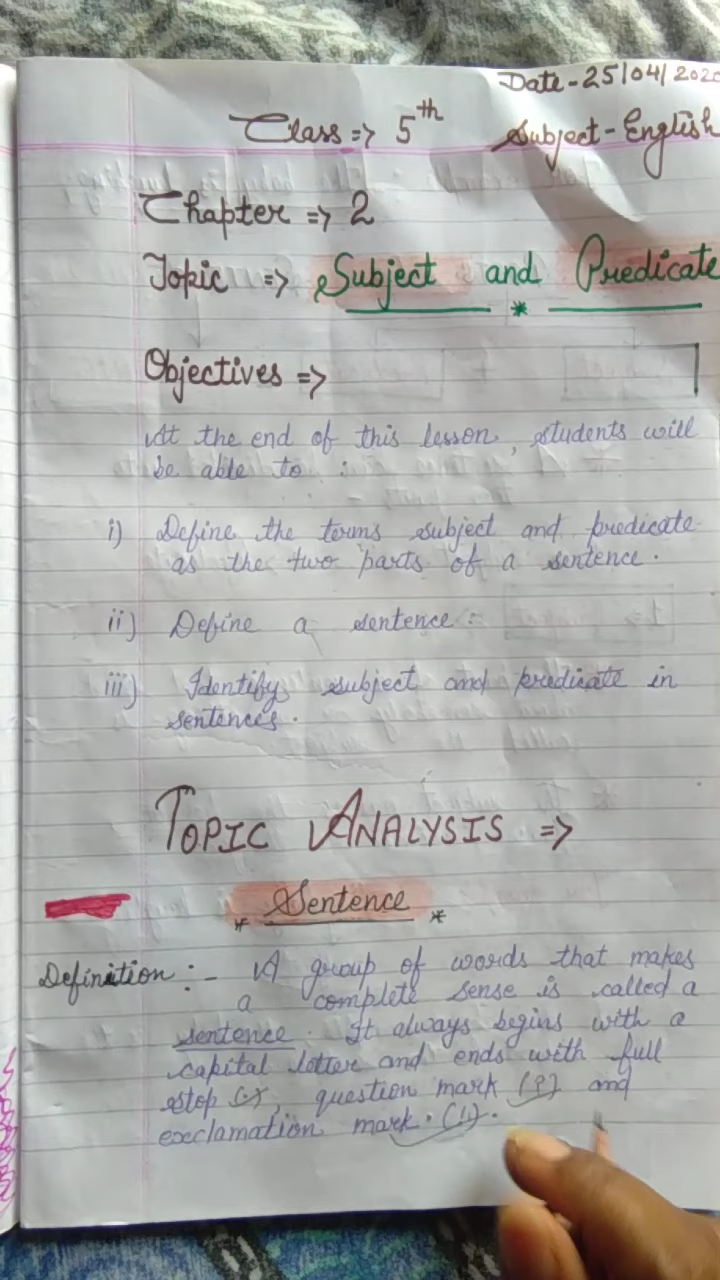 Date - 25/04/202
Class => 5th Subject - English
Chapter => 2
Topic => Subject and Predicate
Objectives =>
At the end of this lesson, students will
be able to :
i) Define the terms subject and predicate
as the two parts of a sentence.
ii) Define a sentence :
iii) Identify subject and predicate in
sentences.
TOPIC ANALYSIS =>
* Sentence *
Definition :- A group of words that makes
a complete sense is called a
sentence. It always begins with a
capital letter and ends with full
stop (.), question mark (?) and
exclamation mark. (!).